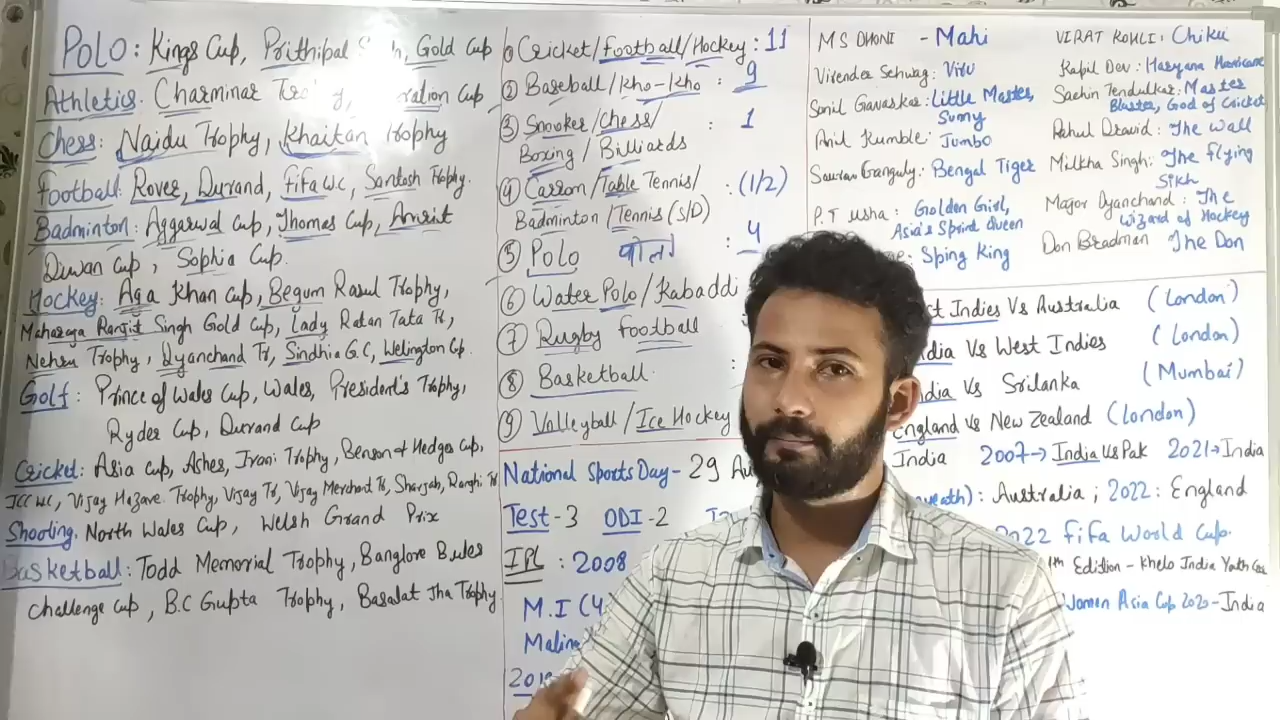 POLO: Kings Cup, Prithipal, Gold Cup
Athletics: Charminar, Cup
Chess: Naidu Trophy, Khaitan Trophy
Football: Rover, Durand, FiFa W.C, Santosh Trophy.
Badminton: Aggarwal Cup, Thomas Cup, Amrit
Diwan Cup, Sophia Cup.
Hockey: Aga Khan Cup, Begum Rasul Trophy,
Maharaja Ranjit Singh Gold Cup, Lady Ratan Tata Tr,
Nehru Trophy, Dyanchand Tr, Sindhia G.C, Welington Cp.
Golf: Prince of Wales Cup, Wales, President's Trophy,
Ryder Cup, Durand Cup
Cricket: Asia Cup, Ashes, Irani Trophy, Benson & Hedges Cup,
ICC WC, Vijay Hazare Trophy, Vijay Tr, Vijay Merchant Tr, Sharjah, Ranji Tr
Shooting: North Wales Cup, Welsh Grand Prix
Basketball: Todd Memorial Trophy, Banglore Bules
Challenge Cup, B.C Gupta Trophy, Basalat Jha Trophy
① Cricket/Football/Hockey : 11
② Baseball/Kho-Kho : 9
③ Snooker/Chess/ : 1
Boxing / Billiards
④ Carrom/Table Tennis/ : (1/2)
Badminton/Tennis (S/D)
⑤ Polo पोलो : 4
⑥ Water Polo/Kabaddi
⑦ Rugby Football
⑧ Basketball
⑨ Volleyball/Ice Hockey
National Sports Day - 29
Test-3 ODI-2
IPL : 2008
M.I (4
MS DHONI - Mahi
Virender Sehwag: Viru
Sunil Gavaskar: Little Master,
Sunny
Anil Kumble: Jumbo
Saurav Ganguly: Bengal Tiger
P.T Usha: Golden Girl,
Asia's Sprint Queen
Sping King
VIRAT KOHLI: Chiku
Kapil Dev: Haryana Hurricane
Sachin Tendulkar: Master
Blaster, God of Cricket
Rahul Dravid: The Wall
Milkha Singh: The Flying
Sikh
Major Dyanchand: The
Wizard of Hockey
Don Bradman The Don
Indies Vs Australia (London)
India Vs West Indies (London)
India Vs Srilanka (Mumbai)
England Vs New Zealand (London)
India 2007→ India Vs Pak 2021→India
: Australia ; 2022: England
2022 FiFa World Cup.
Edition - Khelo India Youth
Women Asia Cup 2020-India